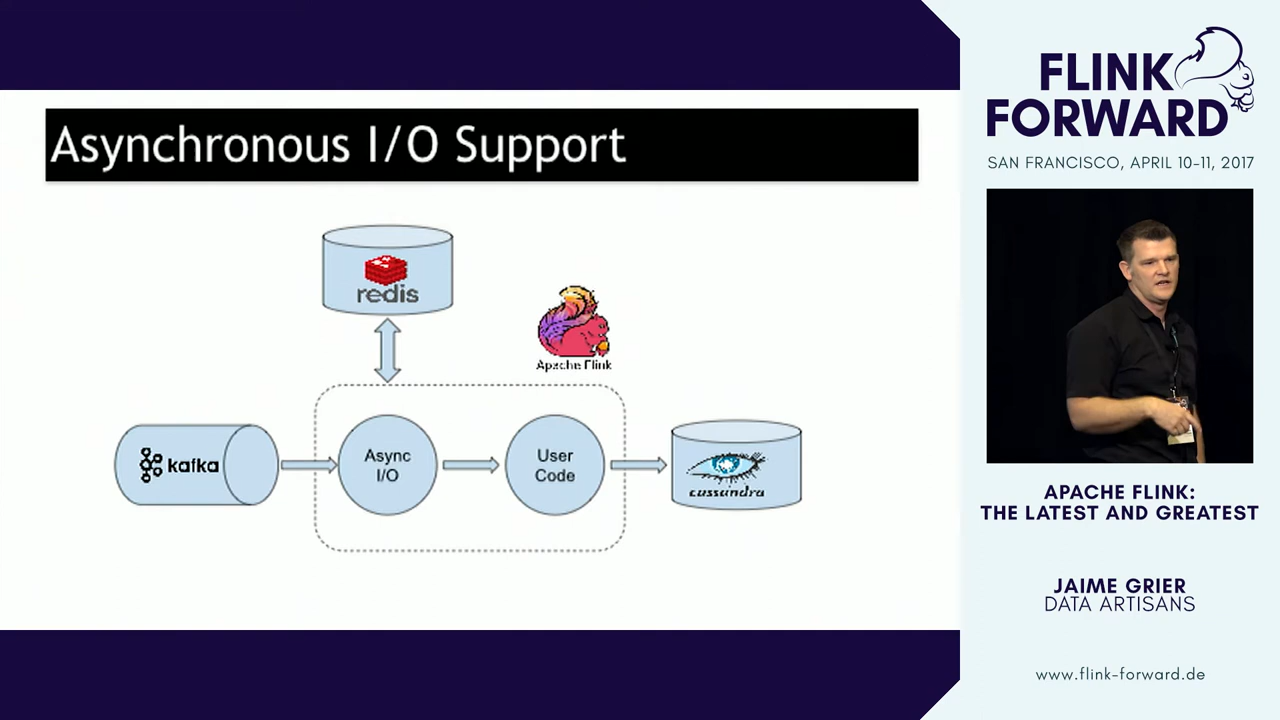 Asynchronous I/O Support
redis
Apache Flink
kafka
Async
I/O
User
Code
cassandra
FLINK
FORWARD
SAN FRANCISCO, APRIL 10-11, 2017
APACHE FLINK:
THE LATEST AND GREATEST
JAIME GRIER
DATA ARTISANS
www.flink-forward.de